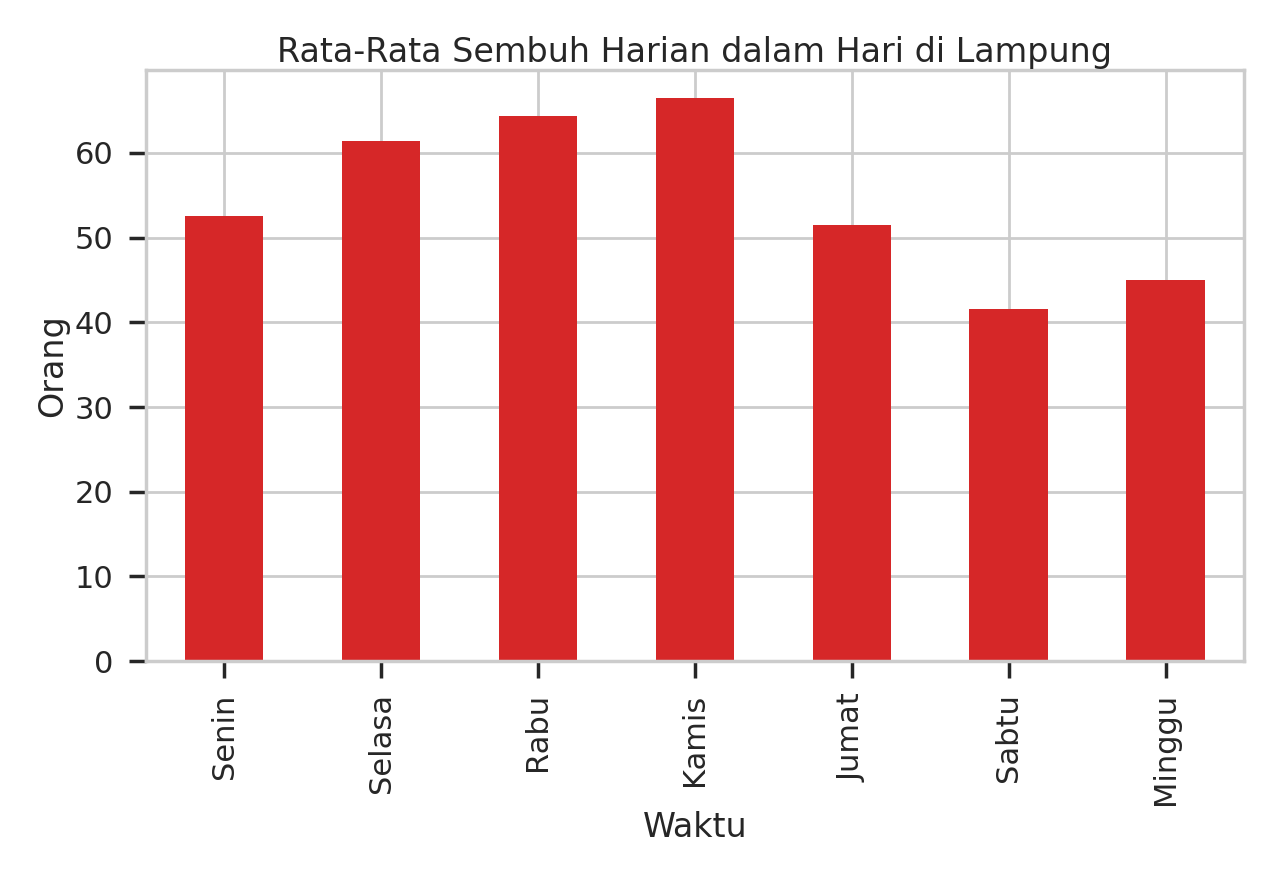 Rata-Rata Sembuh Harian dalam Hari di Lampung
Orang
60
50
40
30
20
10
0
Senin
Selasa
Rabu
Kamis
Jumat
Sabtu
Minggu
Waktu